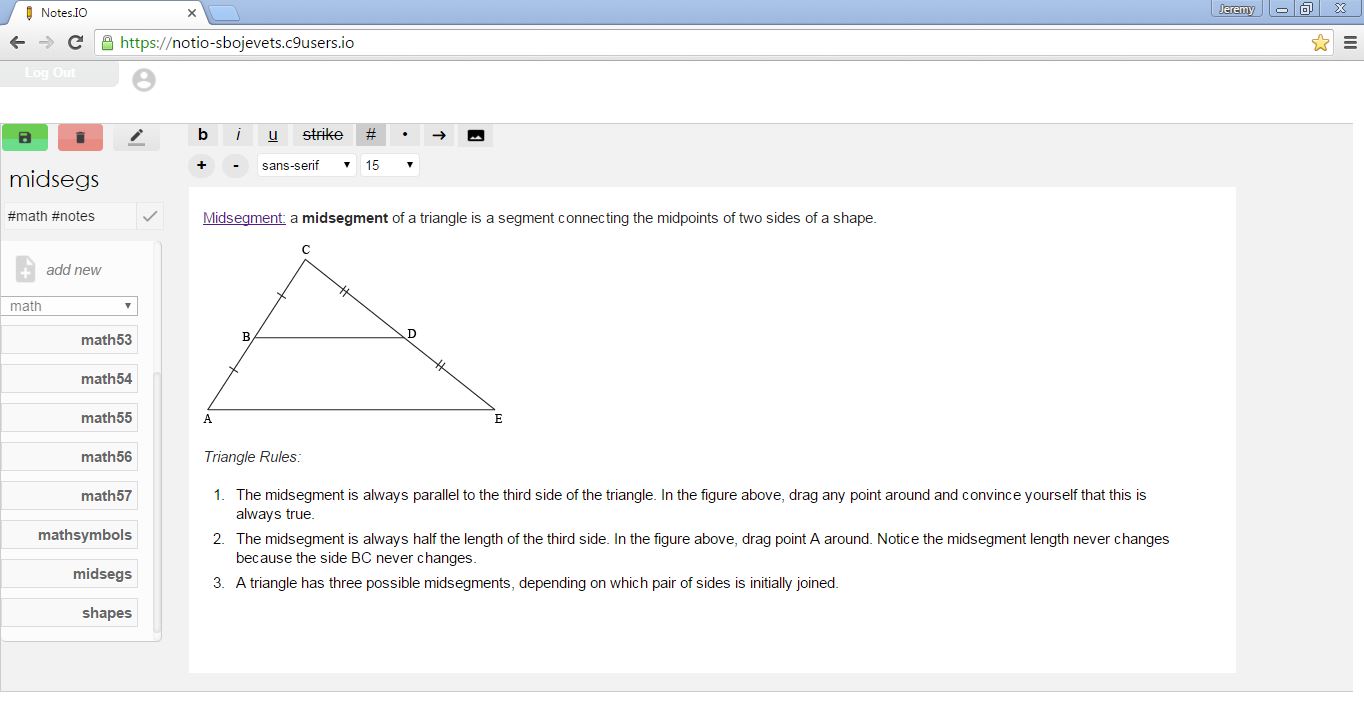 Notes.IO
Jeremy
https://notio-sbojevets.c9users.io
Log Out
b i u strike # • →
+ - sans-serif 15
midsegs
#math #notes
add new
math
math53
math54
math55
math56
math57
mathsymbols
midsegs
shapes
Midsegment: a midsegment of a triangle is a segment connecting the midpoints of two sides of a shape.
C
B D
A E
Triangle Rules:
1. The midsegment is always parallel to the third side of the triangle. In the figure above, drag any point around and convince yourself that this is
always true.
2. The midsegment is always half the length of the third side. In the figure above, drag point A around. Notice the midsegment length never changes
because the side BC never changes.
3. A triangle has three possible midsegments, depending on which pair of sides is initially joined.